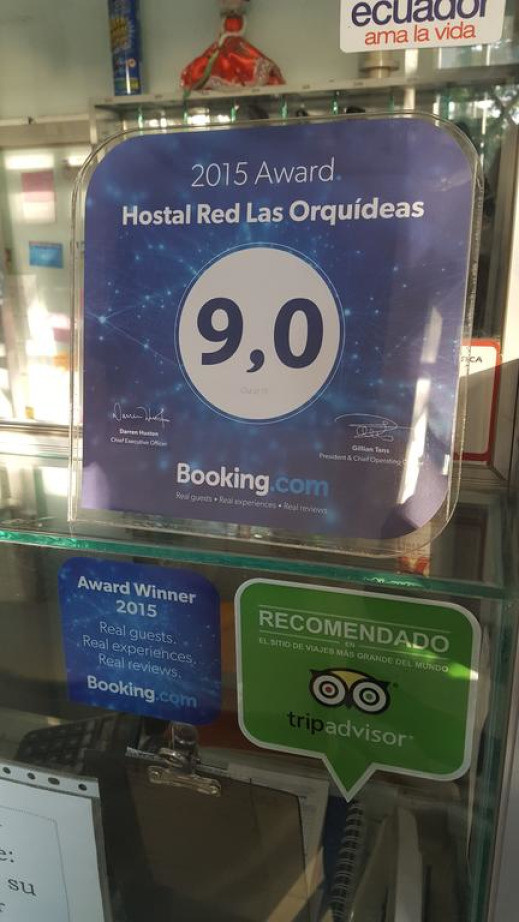 ecuador
ama la vida
2015 Award
Hostal Red Las Orquídeas
9,0
Darren Huston
Chief Executive Officer
Gillian Tans
President & Chief Operating
Booking.com
Real guests • Real experiences • Real reviews
Award Winner
2015
Real guests.
Real experiences.
Real reviews.
Booking.com
RECOMENDADO
EN
EL SITIO DE VIAJES MÁS GRANDE DEL MUNDO
tripadvisor®
su